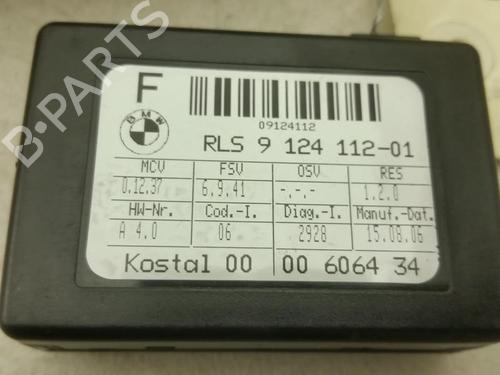 F
BMW
09124112
RLS 9 124 112-01
MCV FSV OSV RES
0.12.37 6.9.41 -.-.- 1.2.0
HW-Nr. Cod.-I. Diag.-I. Manuf.-Dat.
A 4.0 06 2928 15.08.06
Kostal 00 00 6064 34
B-PARTS